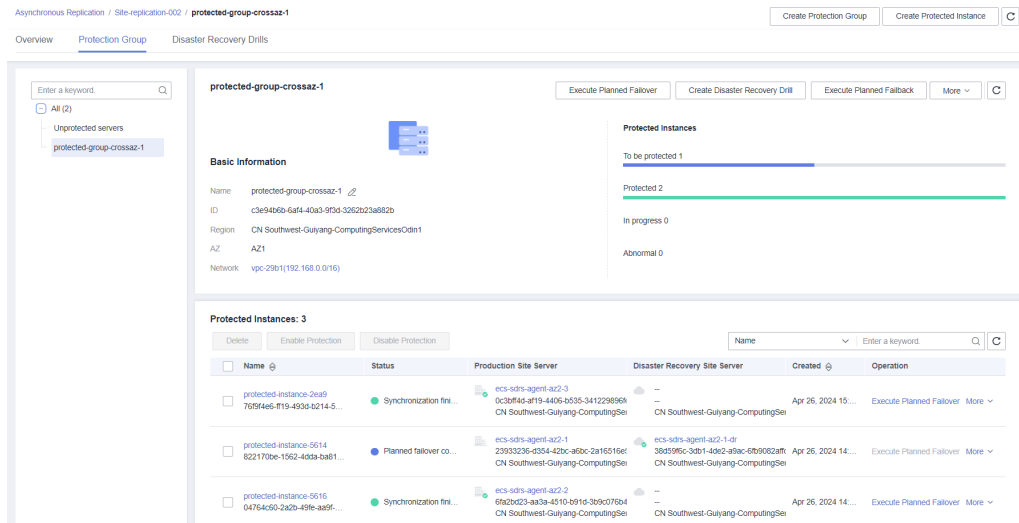 Asynchronous Replication / Site-replication-002 / protected-group-crossaz-1
Create Protection Group
Create Protected Instance
Overview
Protection Group
Disaster Recovery Drills
Enter a keyword.
All (2)
Unprotected servers
protected-group-crossaz-1
protected-group-crossaz-1
Execute Planned Failover
Create Disaster Recovery Drill
Execute Planned Failback
More
Basic Information
Name protected-group-crossaz-1
ID c3e94b6b-6af4-40a3-9f3d-3262b23a882b
Region CN Southwest-Guiyang-ComputingServicesOdin1
AZ AZ1
Network vpc-29b1(192.168.0.0/16)
Protected Instances
To be protected 1
Protected 2
In progress 0
Abnormal 0
Protected Instances: 3
Delete
Enable Protection
Disable Protection
Name
Enter a keyword.
Name Status Production Site Server Disaster Recovery Site Server Created Operation
protected-instance-2ea9 ecs-sdrs-agent-az2-3 --
76f9f4e6-ff19-493d-b214-5... Synchronization fini... 0c3bff4d-af19-4406-b535-341229896f -- Apr 26, 2024 15:... Execute Planned Failover More
CN Southwest-Guiyang-ComputingSer CN Southwest-Guiyang-ComputingSer
protected-instance-5614 ecs-sdrs-agent-az2-1 ecs-sdrs-agent-az2-1-dr
822170be-1562-4dda-ba81... Planned failover co... 23933236-d354-42bc-a6bc-2a16516e 38d59f6c-3db1-4de2-a9ac-6fb9082aff Apr 26, 2024 14:... Execute Planned Failover More
CN Southwest-Guiyang-ComputingSer CN Southwest-Guiyang-ComputingSer
protected-instance-5616 ecs-sdrs-agent-az2-2 --
04764c60-2a2b-49fe-aa9f-... Synchronization fini... 6fa2bd23-aa3a-4510-b91d-3b9c076b4 Apr 26, 2024 14:... Execute Planned Failover More
CN Southwest-Guiyang-ComputingSer CN Southwest-Guiyang-ComputingSer